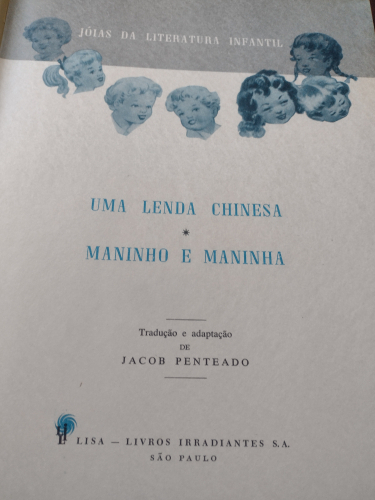 JÓIAS DA LITERATURA INFANTIL
UMA LENDA CHINESA
*
MANINHO E MANINHA
Tradução e adaptação
DE
JACOB PENTEADO
LISA — LIVROS IRRADIANTES S.A.
SÃO PAULO